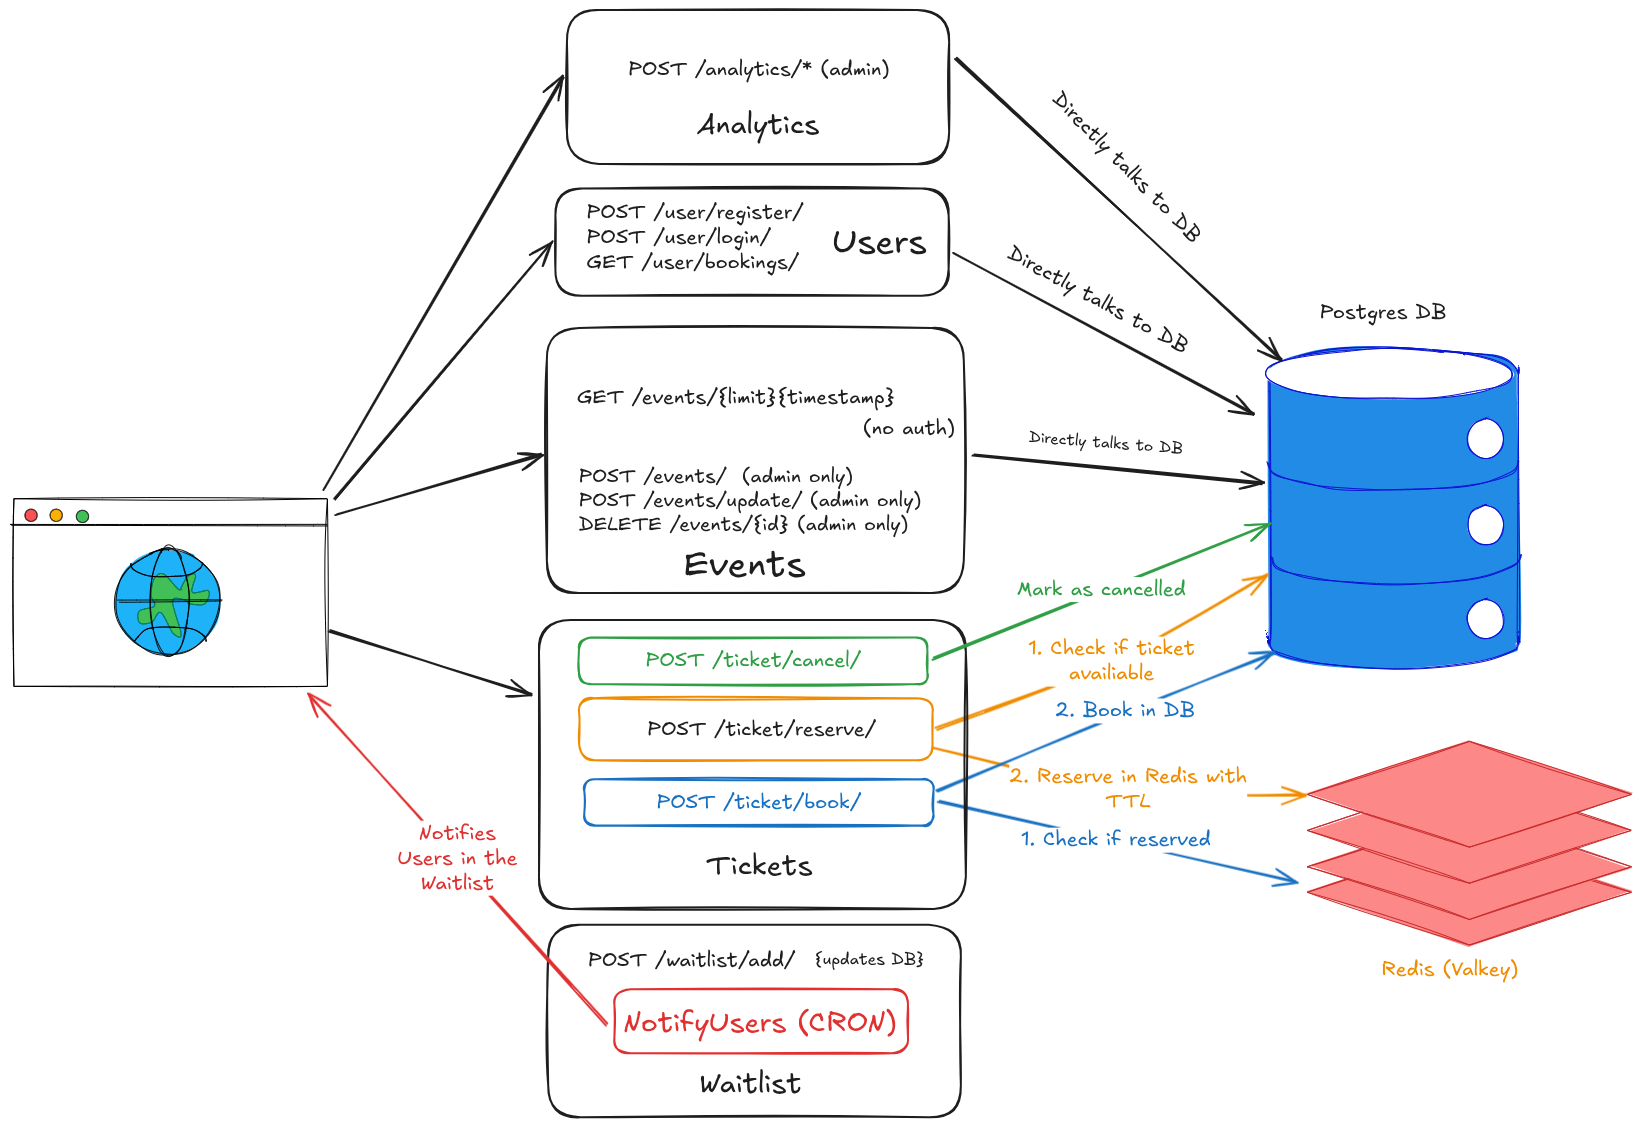 POST /analytics/* (admin)
Analytics
POST /user/register/
POST /user/login/
GET /user/bookings/
Users
GET /events/{limit}{timestamp}
(no auth)
POST /events/ (admin only)
POST /events/update/ (admin only)
DELETE /events/{id} (admin only)
Events
POST /ticket/cancel/
POST /ticket/reserve/
POST /ticket/book/
Tickets
POST /waitlist/add/ {updates DB}
NotifyUsers (CRON)
Waitlist
Notifies
Users in the
Waitlist
Directly talks to DB
Directly talks to DB
Directly talks to DB
Mark as cancelled
1. Check if ticket
availiable
2. Book in DB
2. Reserve in Redis with
TTL
1. Check if reserved
Postgres DB
Redis (Valkey)